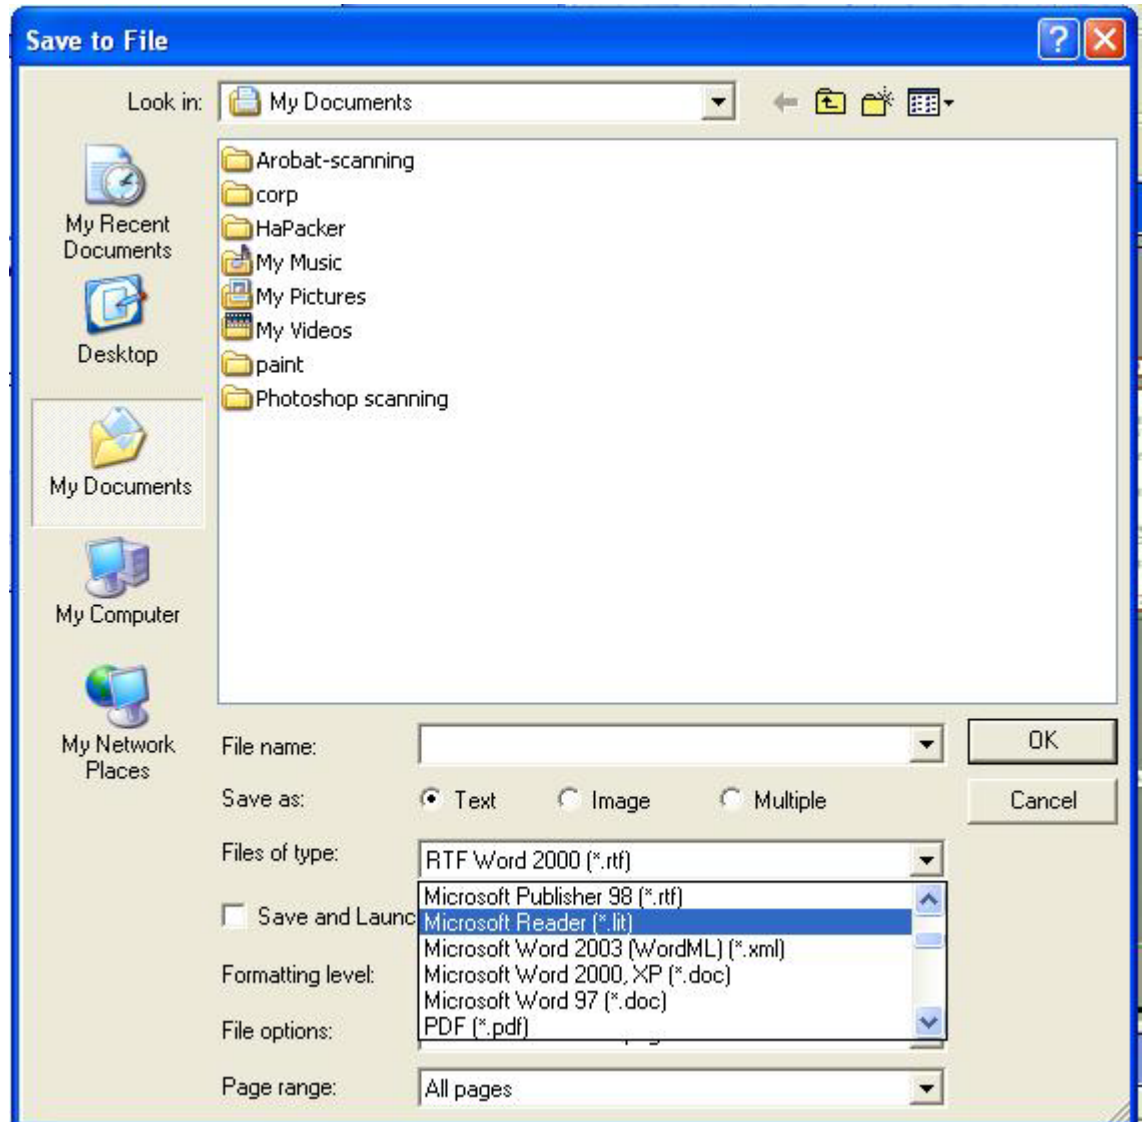 Save to File
Look in:
My Documents
Arobat-scanning
corp
HaPacker
My Music
My Pictures
My Videos
paint
Photoshop scanning
My Recent
Documents
Desktop
My Documents
My Computer
My Network
Places
File name:
OK
Save as:
Text
Image
Multiple
Cancel
Files of type:
RTF Word 2000 (*.rtf)
Microsoft Publisher 98 (*.rtf)
Save and Launc
Microsoft Reader (*.lit)
Microsoft Word 2003 (WordML) (*.xml)
Formatting level:
Microsoft Word 2000, XP (*.doc)
Microsoft Word 97 (*.doc)
File options:
PDF (*.pdf)
Page range:
All pages